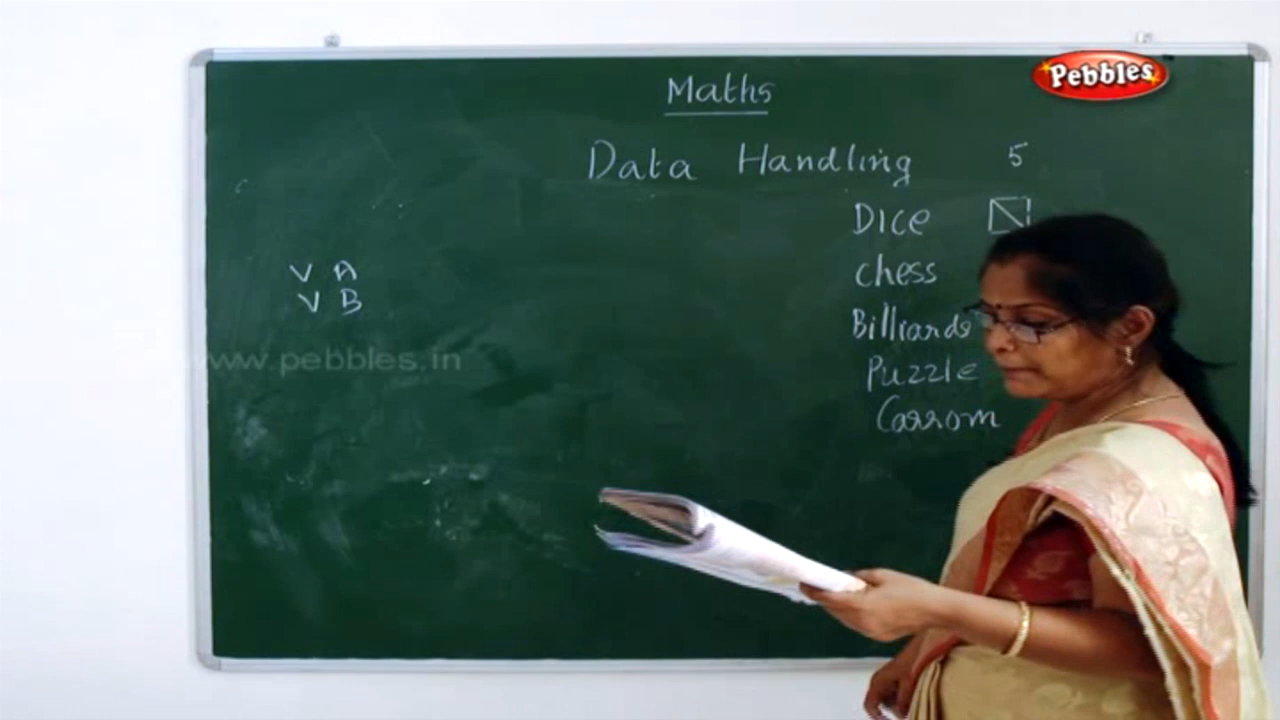 Maths
Pebbles
Data Handling 5
Dice
chess
V A
V B
Billiards
www.pebbles.in
Puzzle
Carrom